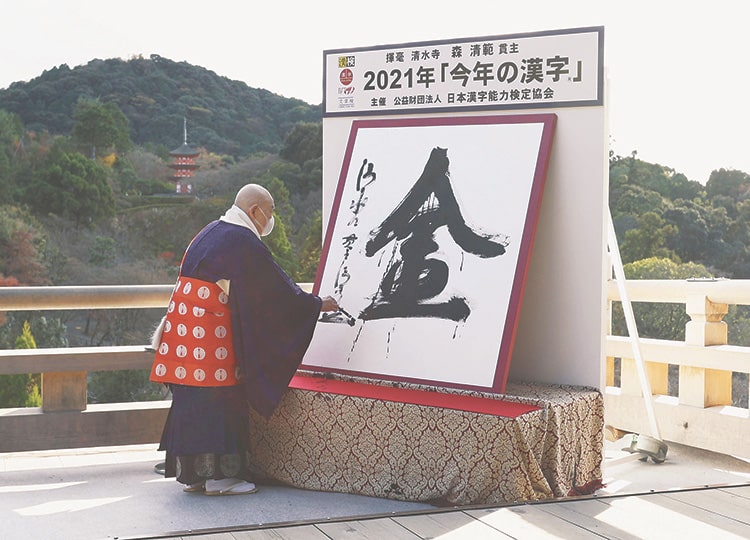 揮毫 清水寺 森 清範 貫主
2021年「今年の漢字」
主催 公益財団法人 日本漢字能力検定協会
漢検
金